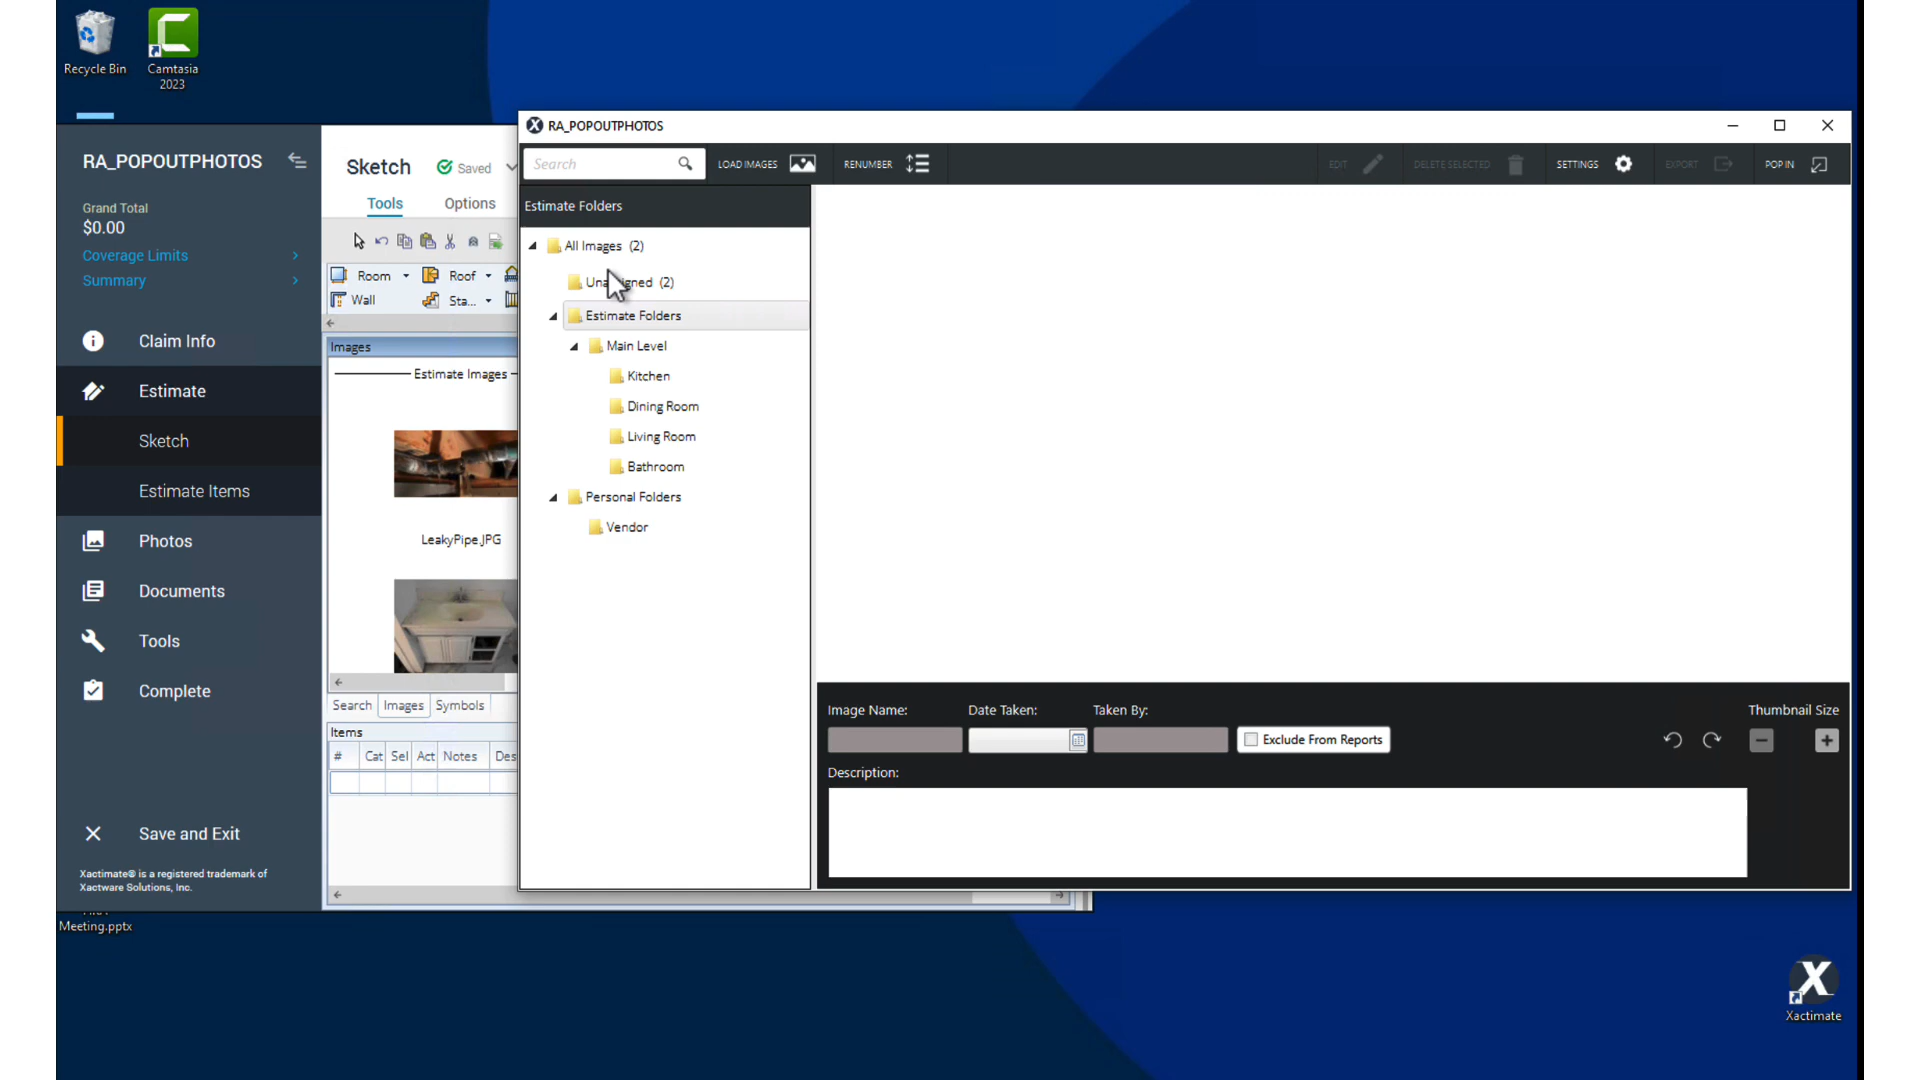 Recycle Bin
Camtasia
2023
RA_POPOUTPHOTOS
Grand Total
$0.00
Coverage Limits
Summary
Claim Info
Estimate
Sketch
Estimate Items
Photos
Documents
Tools
Complete
Save and Exit
Xactimate® is a registered trademark of
Xactware Solutions, Inc.
Meeting.pptx
Sketch
Saved
Tools
Options
Room
Roof
Wall
Sta...
Images
Estimate Images
LeakyPipe.JPG
Search
Images
Symbols
Items
# Cat Sel Act Notes Des
RA_POPOUTPHOTOS
Search
LOAD IMAGES
RENUMBER
EDIT
DELETE SELECTED
SETTINGS
EXPORT
POP IN
Estimate Folders
All Images (2)
Unassigned (2)
Estimate Folders
Main Level
Kitchen
Dining Room
Living Room
Bathroom
Personal Folders
Vendor
Image Name:
Date Taken:
Taken By:
Exclude From Reports
Thumbnail Size
Description:
Xactimate